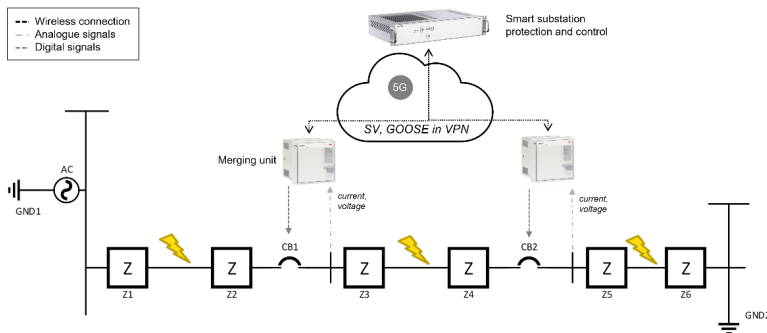 Wireless connection
Analogue signals
Digital signals
Smart substation
protection and control
5G
SV, GOOSE in VPN
Merging unit
AC
GND1
current,
voltage
current,
voltage
CB1
CB2
Z
Z
Z
Z
Z
Z
Z1
Z2
Z3
Z4
Z5
Z6
GND2